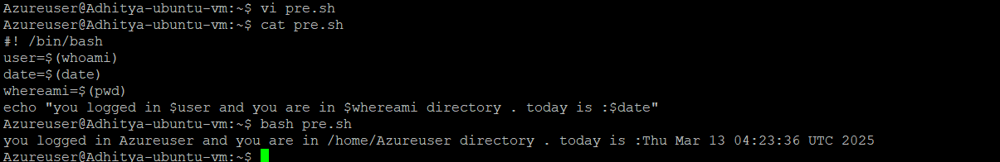 Azureuser@Adhitya-ubuntu-vm:~$ vi pre.sh
Azureuser@Adhitya-ubuntu-vm:~$ cat pre.sh
#! /bin/bash
user=$(whoami)
date=$(date)
whereami=$(pwd)
echo "you logged in $user and you are in $whereami directory . today is :$date"
Azureuser@Adhitya-ubuntu-vm:~$ bash pre.sh
you logged in Azureuser and you are in /home/Azureuser directory . today is :Thu Mar 13 04:23:36 UTC 2025
Azureuser@Adhitya-ubuntu-vm:~$